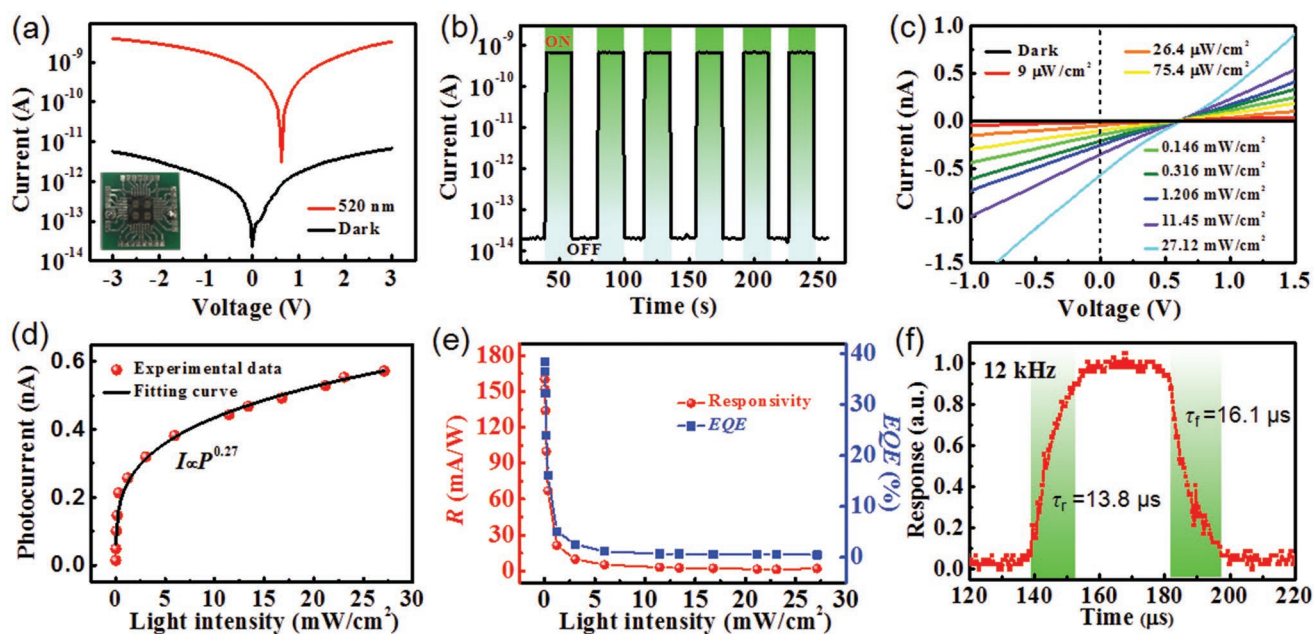 (a)
Current (A)
10⁻⁹
10⁻¹⁰
10⁻¹¹
10⁻¹²
10⁻¹³
10⁻¹⁴
520 nm
Dark
-3 -2 -1 0 1 2 3
Voltage (V)
(b)
Current (A)
10⁻⁸
10⁻⁹
10⁻¹⁰
10⁻¹¹
10⁻¹²
10⁻¹³
10⁻¹⁴
10⁻¹⁵
ON
OFF
50 100 150 200 250
Time (s)
(c)
Current (nA)
1.0
0.5
0.0
-0.5
-1.0
-1.5
Dark
9 μW/cm²
26.4 μW/cm²
75.4 μW/cm²
0.146 mW/cm²
0.316 mW/cm²
1.206 mW/cm²
11.45 mW/cm²
27.12 mW/cm²
-1.0 -0.5 0.0 0.5 1.0 1.5
Voltage (V)
(d)
Photocurrent (nA)
0.6
0.4
0.2
0.0
Experimental data
Fitting curve
I∝P⁰·²⁷
0 5 10 15 20 25 30
Light intensity (mW/cm²)
(e)
R (mA/W)
180
150
120
90
60
30
0
Responsivity
EQE
40
30
20
10
0
EQE (%)
0 5 10 15 20 25 30
Light intensity (mW/cm²)
(f)
Response (a.u.)
1.0
0.8
0.6
0.4
0.2
0.0
12 kHz
τr=13.8 μs
τf=16.1 μs
120 140 160 180 200 220
Time (μs)